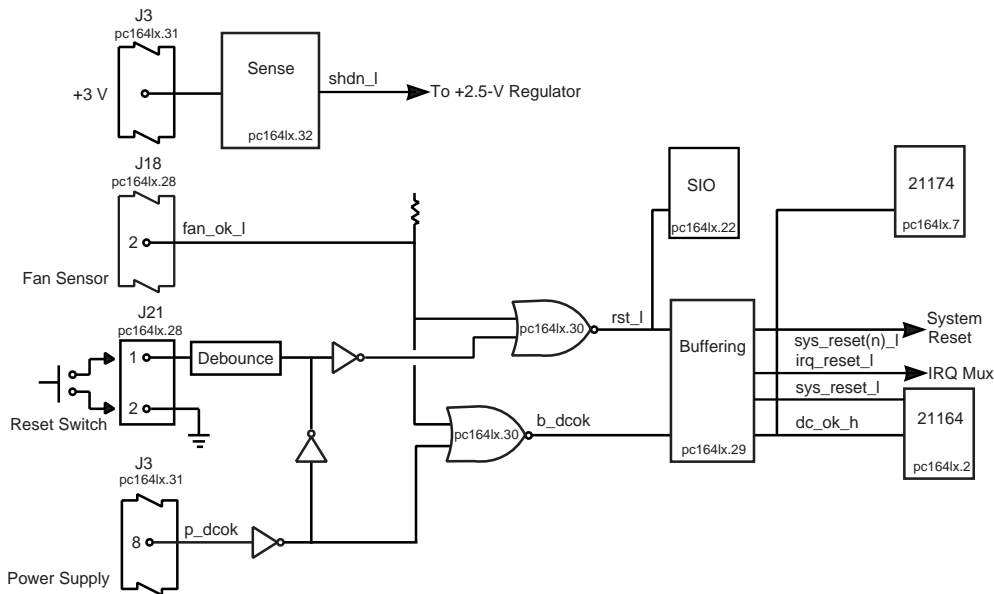 J3
pc164lx.31
+3 V
Sense
pc164lx.32
shdn_l
To +2.5-V Regulator
J18
pc164lx.28
2
fan_ok_l
Fan Sensor
SIO
pc164lx.22
21174
pc164lx.7
J21
pc164lx.28
1
2
Debounce
Reset Switch
pc164lx.30
rst_l
Buffering
pc164lx.29
System
Reset
sys_reset(n)_l
irq_reset_l
IRQ Mux
sys_reset_l
dc_ok_h
21164
pc164lx.2
pc164lx.30
b_dcok
J3
pc164lx.31
8
p_dcok
Power Supply